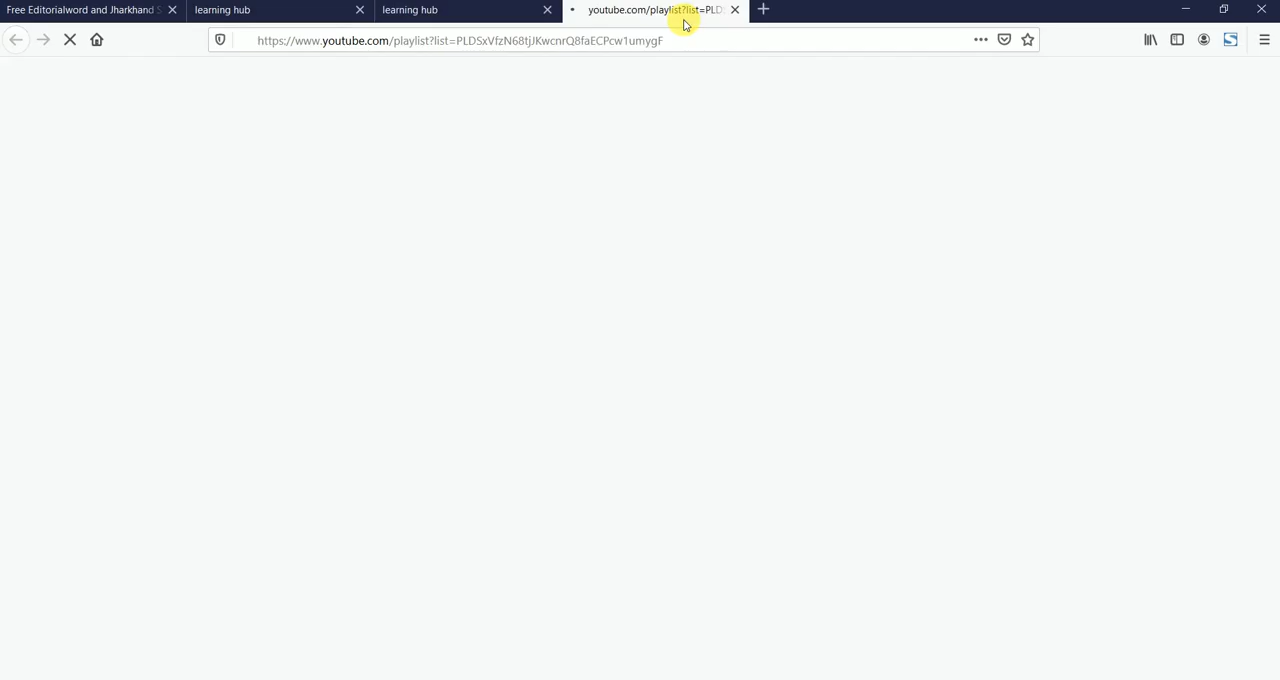 Free Editorialword and Jharkhand S
learning hub
learning hub
youtube.com/playlist?list=PLD
https://www.youtube.com/playlist?list=PLDSxVfzN68tjJKwcnrQ8faECPcw1umygF